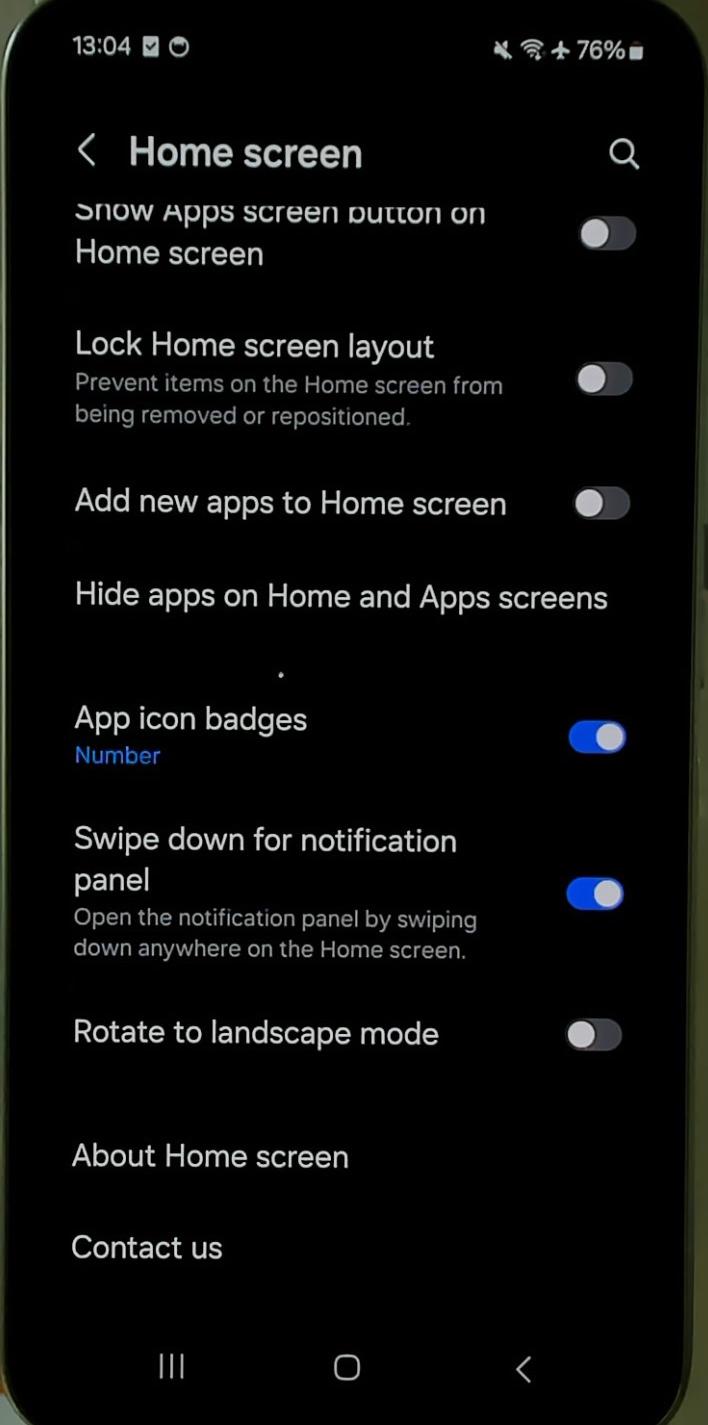 13:04
76%
Home screen
Show Apps screen button on
Home screen
Lock Home screen layout
Prevent items on the Home screen from
being removed or repositioned.
Add new apps to Home screen
Hide apps on Home and Apps screens
App icon badges
Number
Swipe down for notification
panel
Open the notification panel by swiping
down anywhere on the Home screen.
Rotate to landscape mode
About Home screen
Contact us